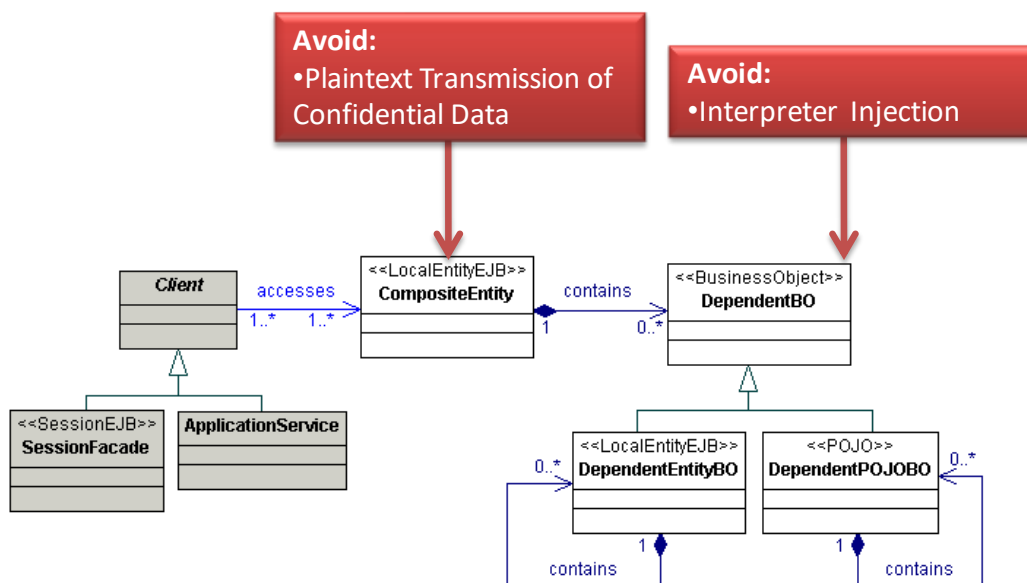 Avoid:
•Plaintext Transmission of
Confidential Data
Avoid:
•Interpreter Injection
<<LocalEntityEJB>>
CompositeEntity
<<BusinessObject>>
DependentBO
Client
accesses
1..*
1..*
contains
1
0..*
<<SessionEJB>>
SessionFacade
ApplicationService
<<LocalEntityEJB>>
DependentEntityBO
<<POJO>>
DependentPOJOBO
0..*
0..*
1
1
contains
contains